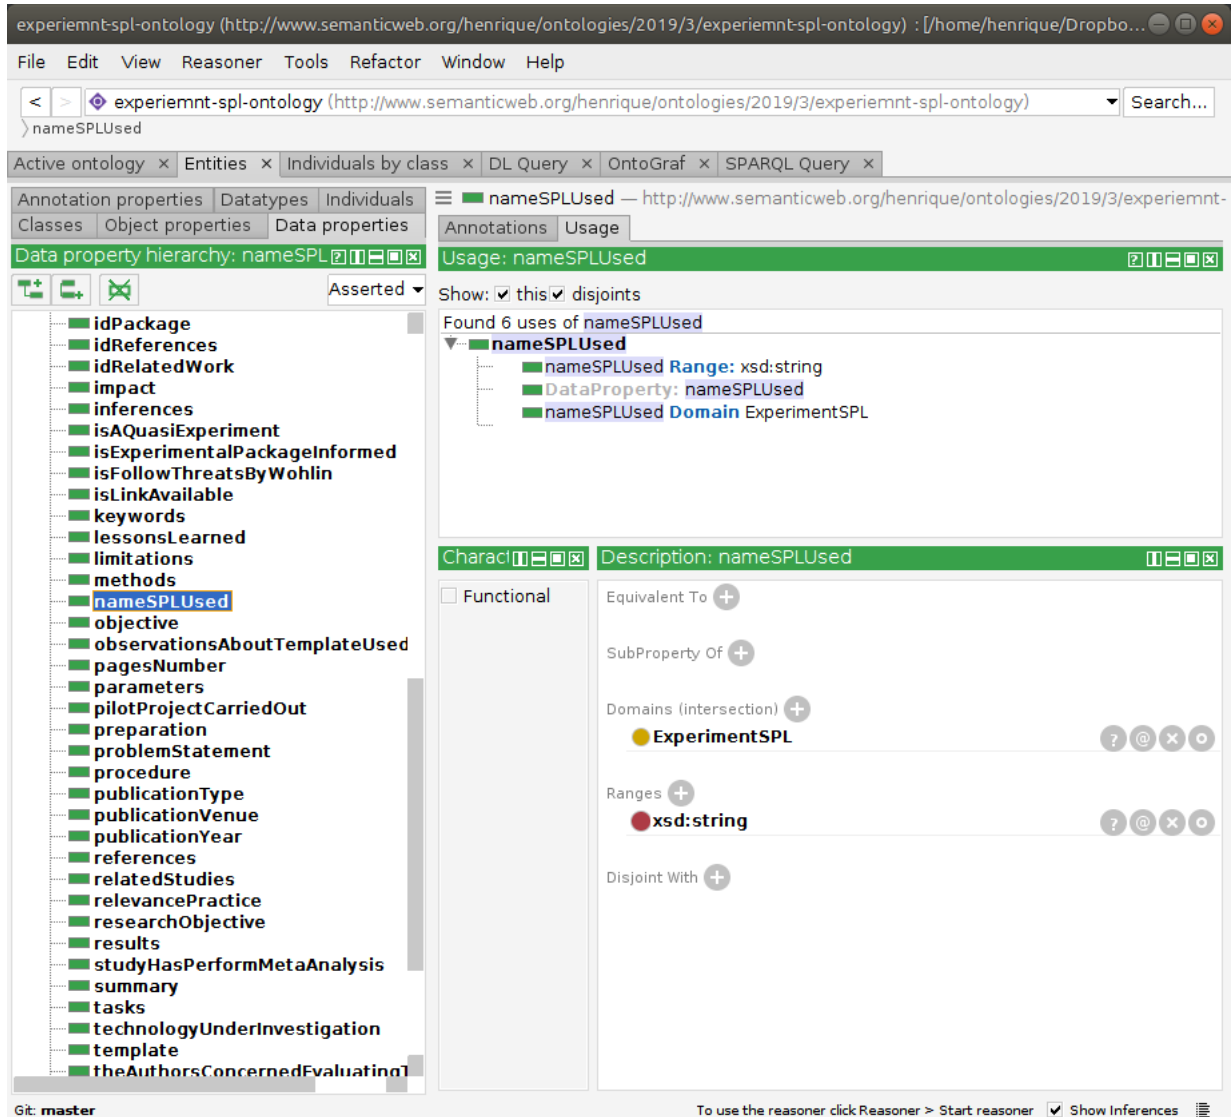 experiemnt-spl-ontology (http://www.semanticweb.org/henrique/ontologies/2019/3/experiemnt-spl-ontology) : [/home/henrique/Dropbo...
File Edit View Reasoner Tools Refactor Window Help
< > experiemnt-spl-ontology (http://www.semanticweb.org/henrique/ontologies/2019/3/experiemnt-spl-ontology) Search...
nameSPLUsed
Active ontology × Entities × Individuals by class × DL Query × OntoGraf × SPARQL Query ×
Annotation properties Datatypes Individuals
Classes Object properties Data properties
Data property hierarchy: nameSPL
Asserted
idPackage
idReferences
idRelatedWork
impact
inferences
isAQuasiExperiment
isExperimentalPackageInformed
isFollowThreatsByWohlin
isLinkAvailable
keywords
lessonsLearned
limitations
methods
nameSPLUsed
objective
observationsAboutTemplateUsed
pagesNumber
parameters
pilotProjectCarriedOut
preparation
problemStatement
procedure
publicationType
publicationVenue
publicationYear
references
relatedStudies
relevancePractice
researchObjective
results
studyHasPerformMetaAnalysis
summary
tasks
technologyUnderInvestigation
template
theAuthorsConcernedEvaluatingT
nameSPLUsed — http://www.semanticweb.org/henrique/ontologies/2019/3/experiemnt-
Annotations Usage
Usage: nameSPLUsed
Show: this disjoints
Found 6 uses of nameSPLUsed
nameSPLUsed
nameSPLUsed Range: xsd:string
DataProperty: nameSPLUsed
nameSPLUsed Domain ExperimentSPL
Charact
Functional
Description: nameSPLUsed
Equivalent To
SubProperty Of
Domains (intersection)
ExperimentSPL
Ranges
xsd:string
Disjoint With
Git: master
To use the reasoner click Reasoner > Start reasoner Show Inferences